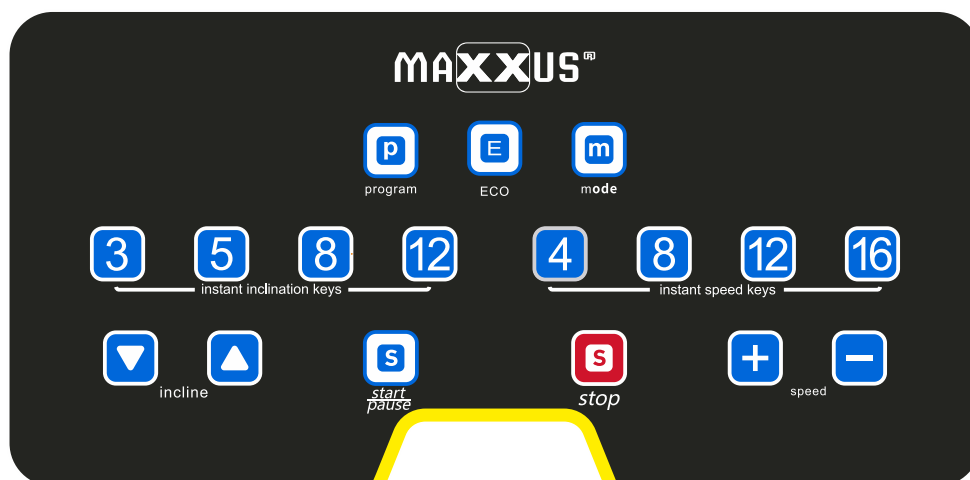 MAXXUS®
P E m
program ECO mode
3 5 8 12 4 8 12 16
instant inclination keys instant speed keys
S S + −
incline start pause stop speed